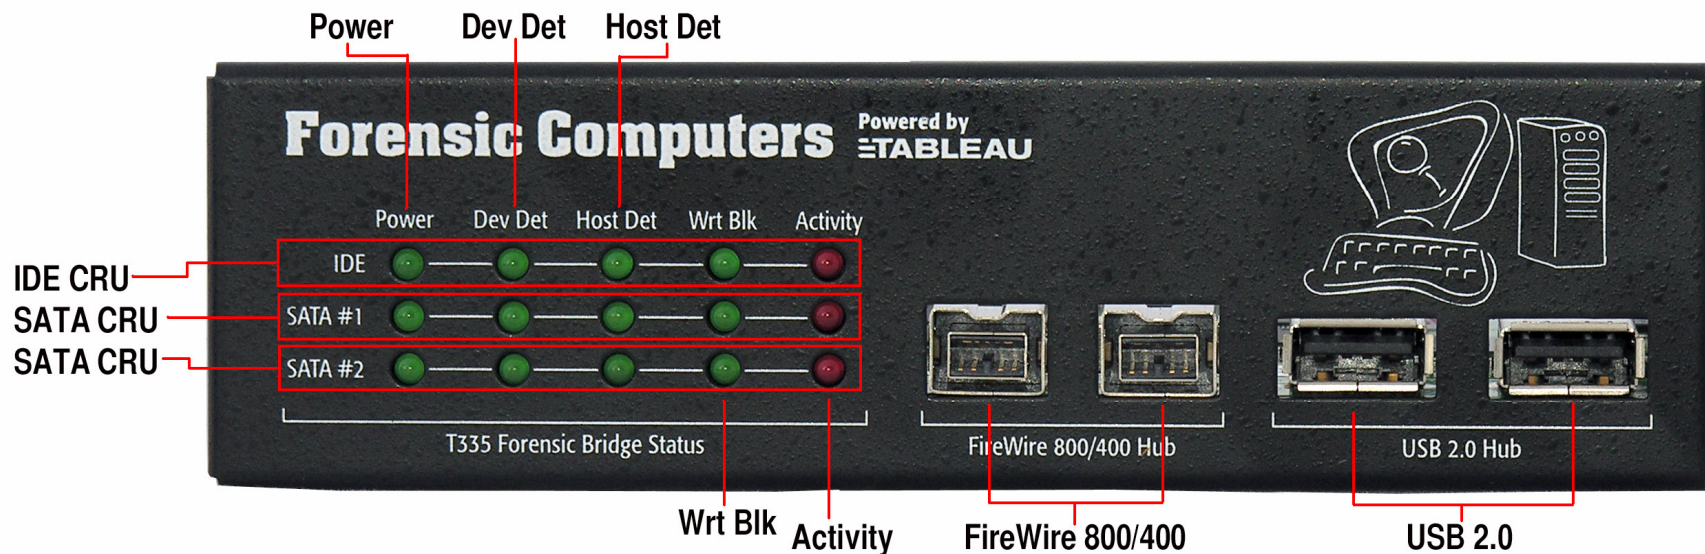 Power Dev Det Host Det
Forensic Computers
Powered by
TABLEAU
Power Dev Det Host Det Wrt Blk Activity
IDE CRU
IDE
SATA CRU
SATA #1
SATA CRU
SATA #2
T335 Forensic Bridge Status
FireWire 800/400 Hub
USB 2.0 Hub
Wrt Blk Activity FireWire 800/400 USB 2.0